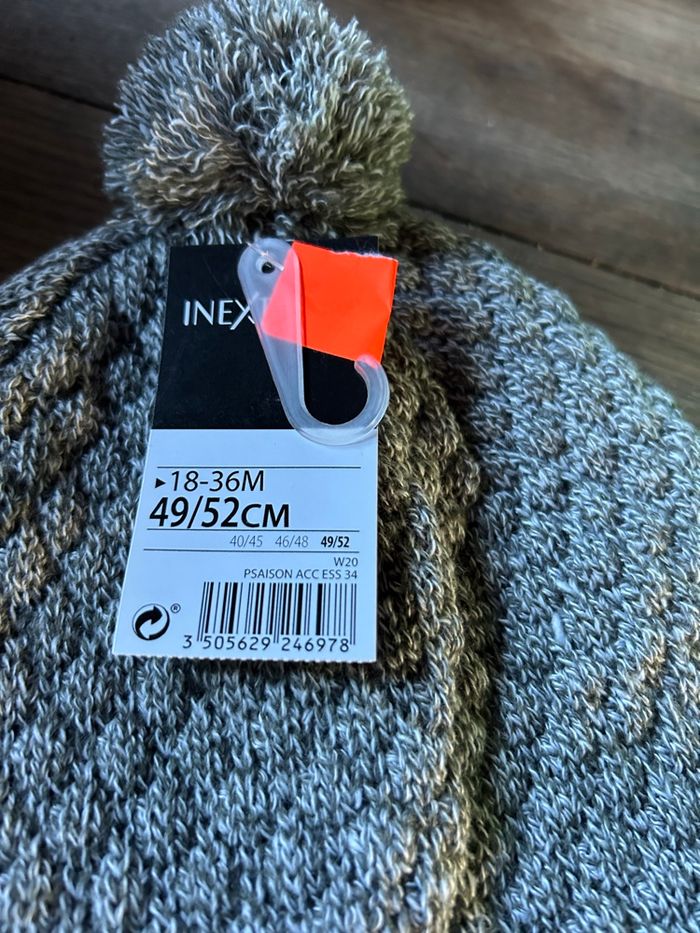 INEX
▸18-36M
49/52CM
40/45 46/48 49/52
W20
PSAISON ACC ESS 34
®
3 505629 246978